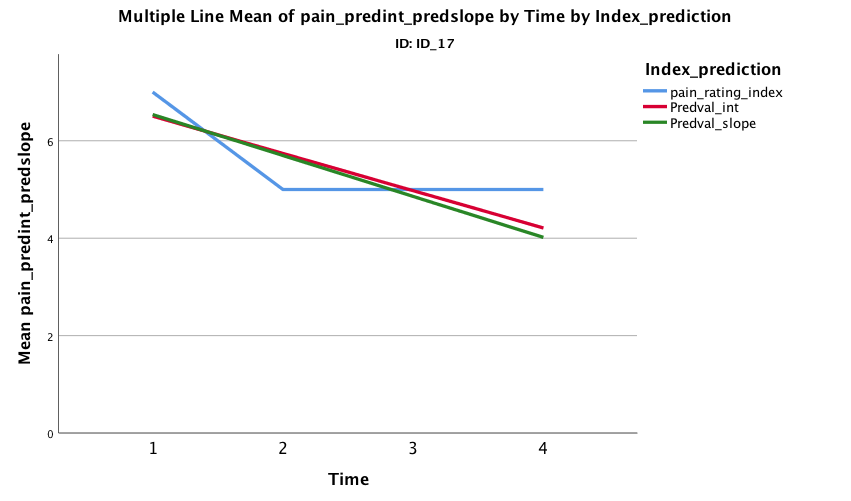 Multiple Line Mean of pain_predint_predslope by Time by Index_prediction
ID: ID_17
Index_prediction
pain_rating_index
Predval_int
Predval_slope
Mean pain_predint_predslope
6
4
2
0
1 2 3 4
Time